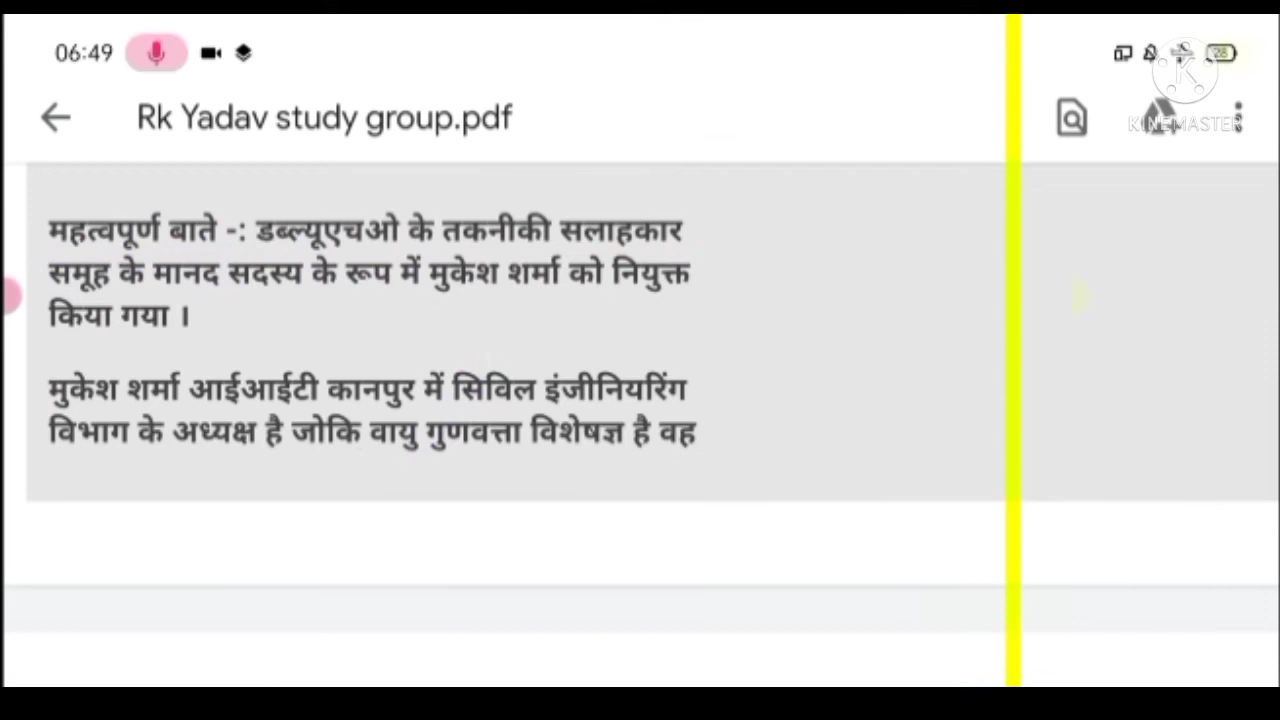 06:49
28
KINEMASTER
Rk Yadav study group.pdf
महत्वपूर्ण बाते -: डब्ल्यूएचओ के तकनीकी सलाहकार
समूह के मानद सदस्य के रूप में मुकेश शर्मा को नियुक्त
किया गया ।
मुकेश शर्मा आईआईटी कानपुर में सिविल इंजीनियरिंग
विभाग के अध्यक्ष है जोकि वायु गुणवत्ता विशेषज्ञ है वह